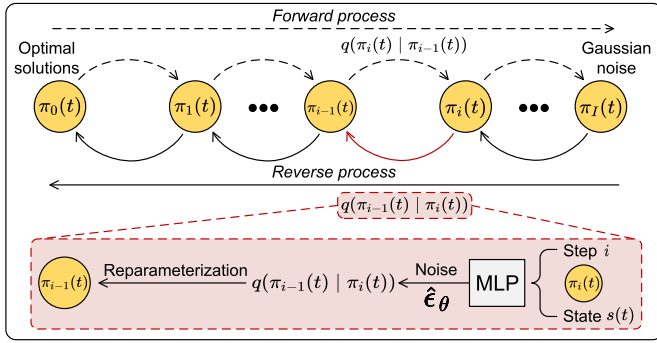 Forward process
Optimal
solutions
q(π_i(t) | π_{i-1}(t))
Gaussian
noise
π_0(t)
π_1(t)
•••
π_{i-1}(t)
π_i(t)
•••
π_I(t)
Reverse process
q(π_{i-1}(t) | π_i(t))
π_{i-1}(t)
Reparameterization
q(π_{i-1}(t) | π_i(t))
Noise
ϵ̂_θ
MLP
Step i
π_i(t)
State s(t)